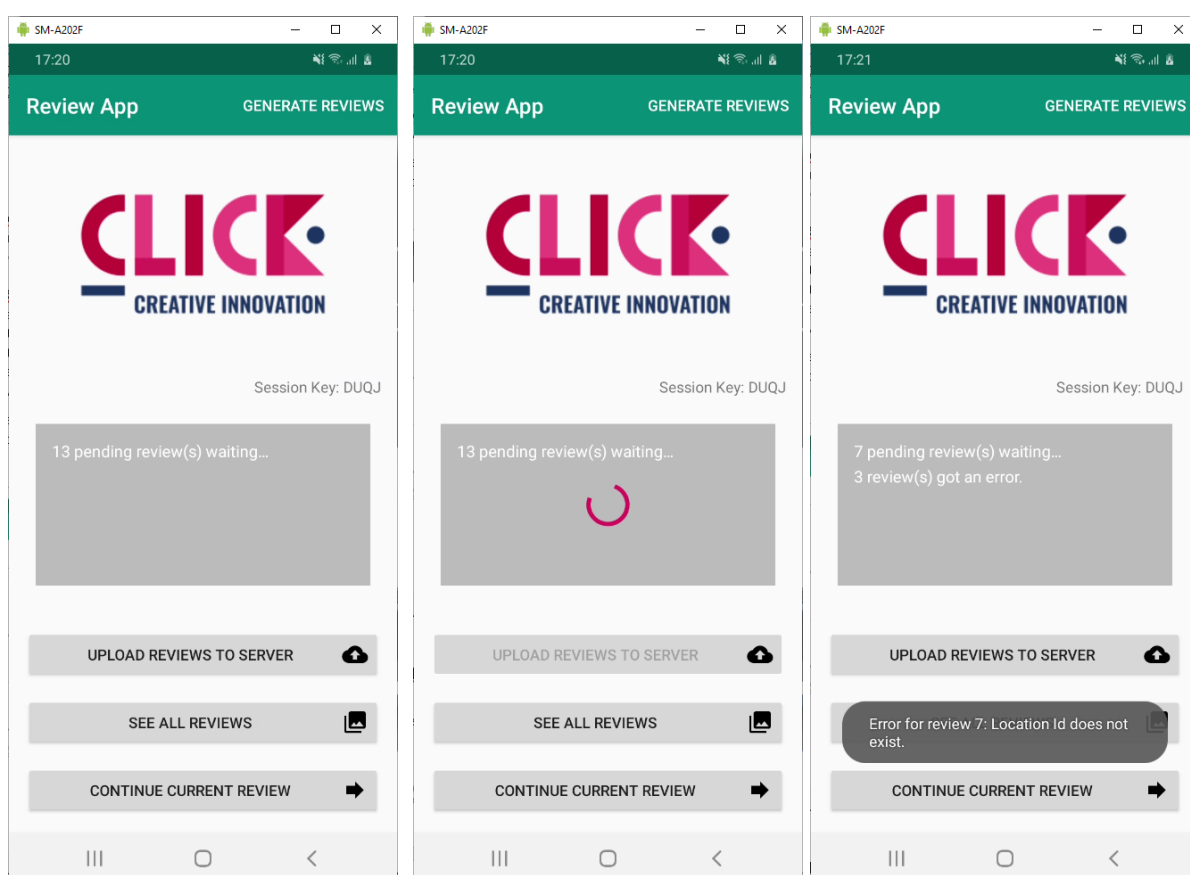 SM-A202F
17:20
Review App GENERATE REVIEWS
CLICK
CREATIVE INNOVATION
Session Key: DUQJ
13 pending review(s) waiting...
UPLOAD REVIEWS TO SERVER
SEE ALL REVIEWS
CONTINUE CURRENT REVIEW
SM-A202F
17:20
Review App GENERATE REVIEWS
CLICK
CREATIVE INNOVATION
Session Key: DUQJ
13 pending review(s) waiting...
UPLOAD REVIEWS TO SERVER
SEE ALL REVIEWS
CONTINUE CURRENT REVIEW
SM-A202F
17:21
Review App GENERATE REVIEWS
CLICK
CREATIVE INNOVATION
Session Key: DUQJ
7 pending review(s) waiting...
3 review(s) got an error.
UPLOAD REVIEWS TO SERVER
Error for review 7: Location Id does not
exist.
CONTINUE CURRENT REVIEW